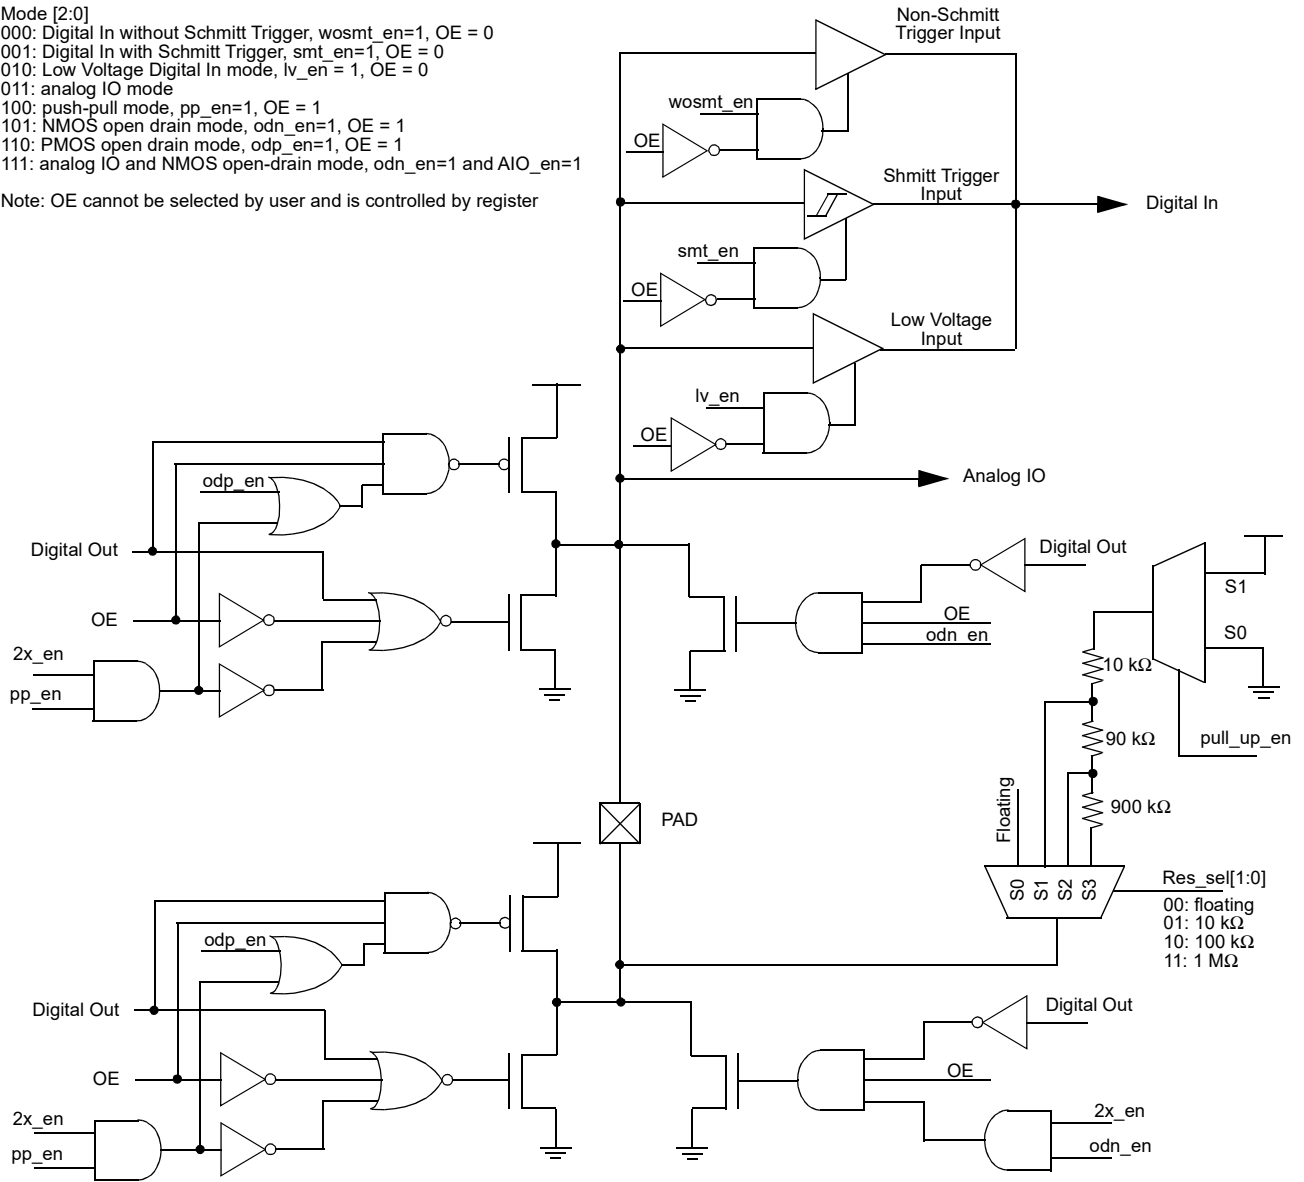 Mode [2:0]
000: Digital In without Schmitt Trigger, wosmt_en=1, OE = 0
001: Digital In with Schmitt Trigger, smt_en=1, OE = 0
010: Low Voltage Digital In mode, lv_en = 1, OE = 0
011: analog IO mode
100: push-pull mode, pp_en=1, OE = 1
101: NMOS open drain mode, odn_en=1, OE = 1
110: PMOS open drain mode, odp_en=1, OE = 1
111: analog IO and NMOS open-drain mode, odn_en=1 and AIO_en=1
Note: OE cannot be selected by user and is controlled by register
Non-Schmitt
Trigger Input
wosmt_en
OE
Shmitt Trigger
Input
Digital In
smt_en
OE
Low Voltage
Input
lv_en
OE
Analog IO
odp_en
Digital Out
OE
2x_en
pp_en
Digital Out
OE
odn_en
S1
S0
10 kΩ
90 kΩ
pull_up_en
900 kΩ
Floating
PAD
S0
S1
S2
S3
Res_sel[1:0]
00: floating
01: 10 kΩ
10: 100 kΩ
11: 1 MΩ
odp_en
Digital Out
OE
2x_en
pp_en
Digital Out
OE
2x_en
odn_en